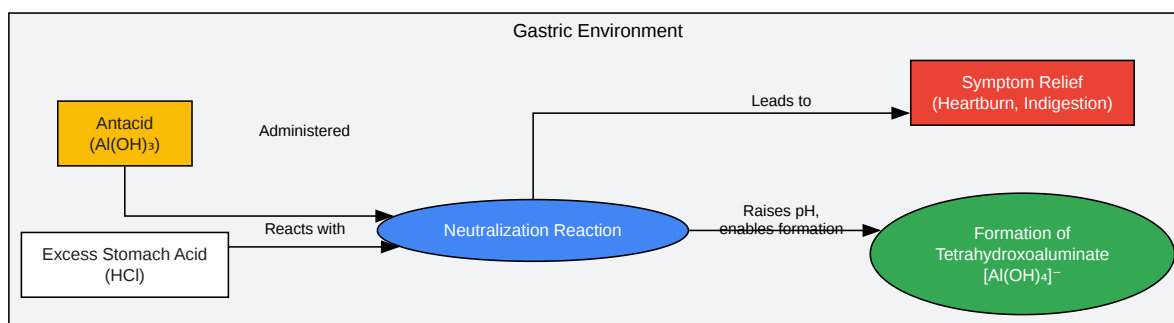 Gastric Environment
Antacid
(Al(OH)₃)
Administered
Excess Stomach Acid
(HCl)
Reacts with
Neutralization Reaction
Leads to
Symptom Relief
(Heartburn, Indigestion)
Raises pH,
enables formation
Formation of
Tetrahydroxoaluminate
[Al(OH)₄]⁻